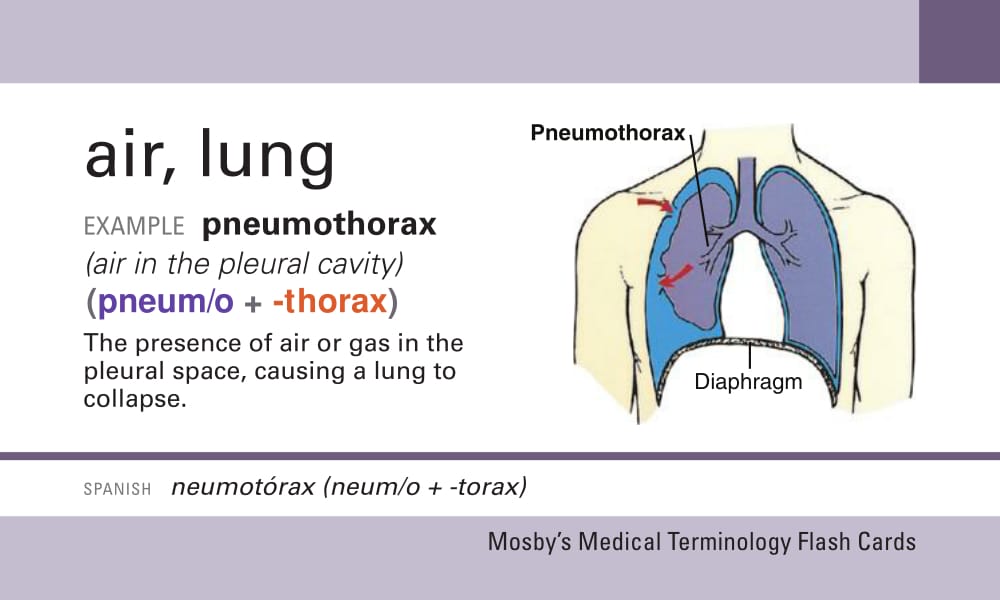 air, lung
EXAMPLE pneumothorax
(air in the pleural cavity)
(pneum/o + -thorax)
The presence of air or gas in the
pleural space, causing a lung to
collapse.
Pneumothorax
Diaphragm
SPANISH neumotórax (neum/o + -torax)
Mosby's Medical Terminology Flash Cards